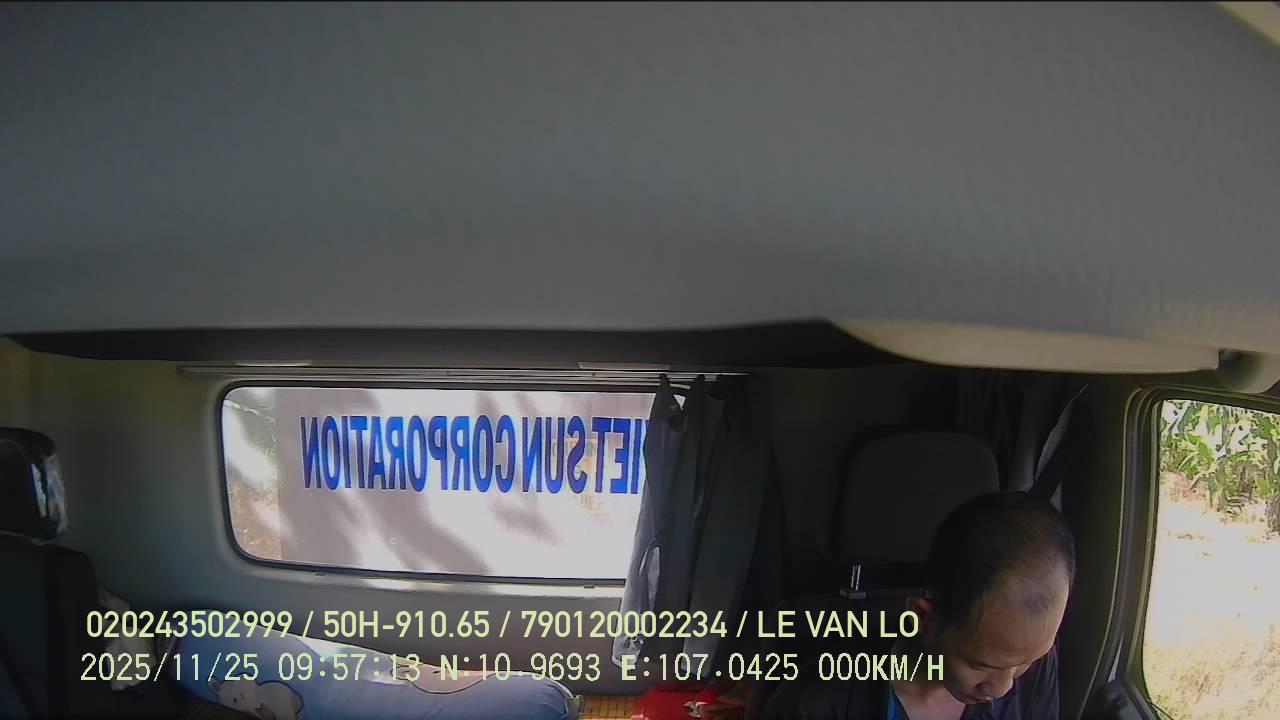 IET SUN CORPORATION
020243502999 / 50H-910.65 / 790120002234 / LE VAN LO
2025/11/25 09:57:13 N:10.9693 E:107.0425 000KM/H